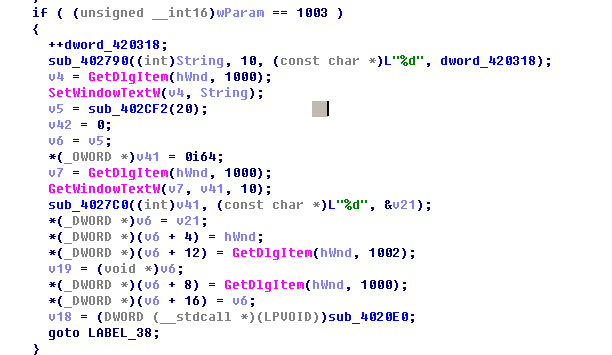 if ( (unsigned __int16)wParam == 1003 )
{
++dword_420318;
sub_402790((int)String, 10, (const char *)L"%d", dword_420318);
v4 = GetDlgItem(hWnd, 1000);
SetWindowTextW(v4, String);
v5 = sub_402CF2(20);
v42 = 0;
v6 = v5;
*(_OWORD *)v41 = 0i64;
v7 = GetDlgItem(hWnd, 1000);
GetWindowTextW(v7, v41, 10);
sub_4027C0((int)v41, (const char *)L"%d", &v21);
*(_DWORD *)v6 = v21;
*(_DWORD *)(v6 + 4) = hWnd;
*(_DWORD *)(v6 + 12) = GetDlgItem(hWnd, 1002);
v19 = (void *)v6;
*(_DWORD *)(v6 + 8) = GetDlgItem(hWnd, 1000);
*(_DWORD *)(v6 + 16) = v6;
v18 = (DWORD (__stdcall *)(LPVOID))sub_4020E0;
goto LABEL_38;
}